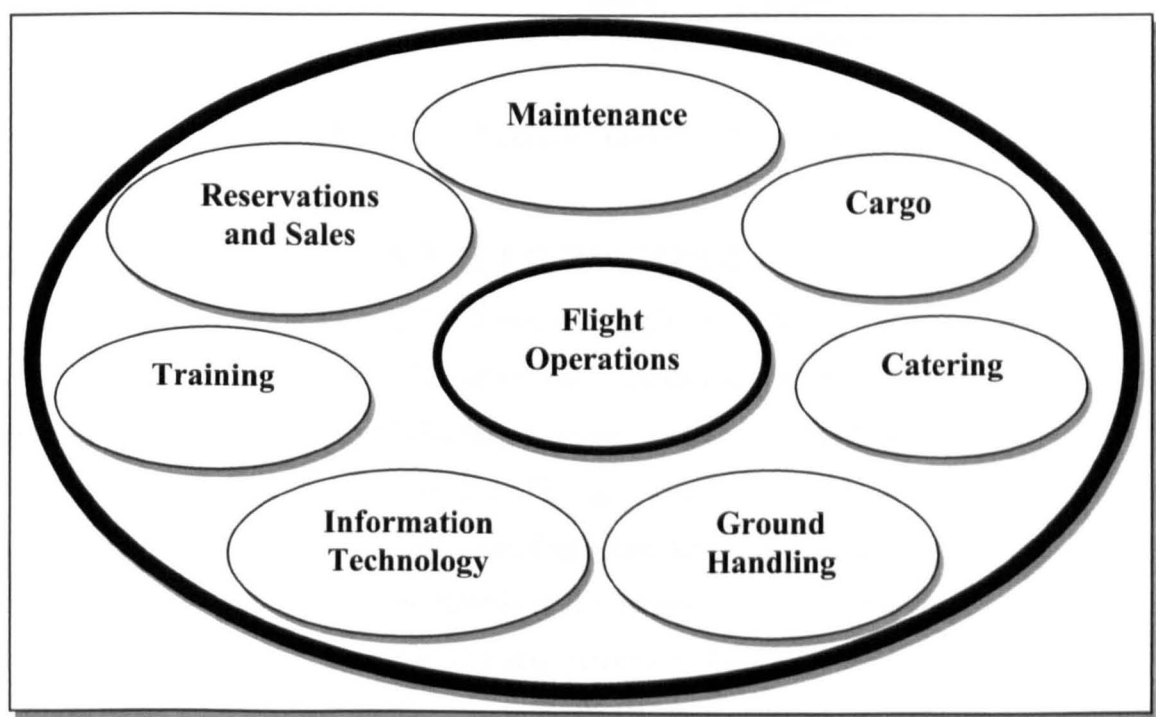 Maintenance
Reservations
and Sales
Cargo
Flight
Operations
Training
Catering
Information
Technology
Ground
Handling